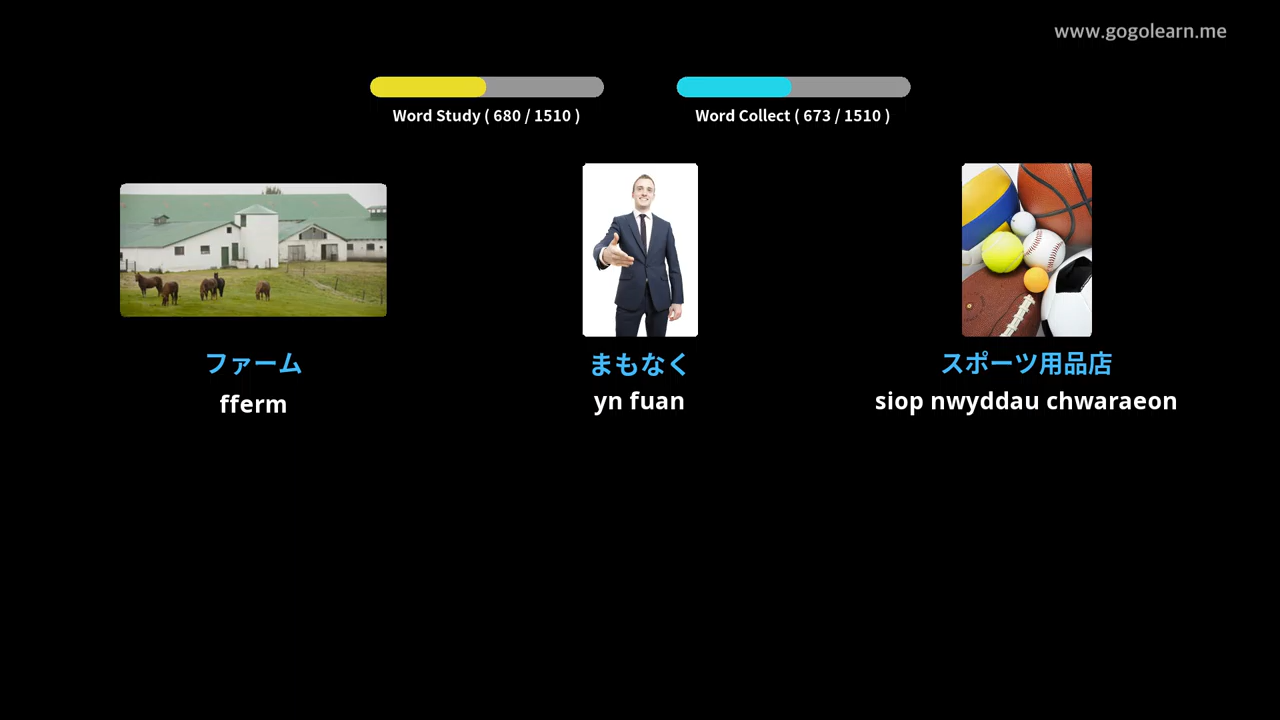 www.gogolearn.me
Word Study ( 680 / 1510 )
Word Collect ( 673 / 1510 )
ファーム
fferm
まもなく
yn fuan
スポーツ用品店
siop nwyddau chwaraeon